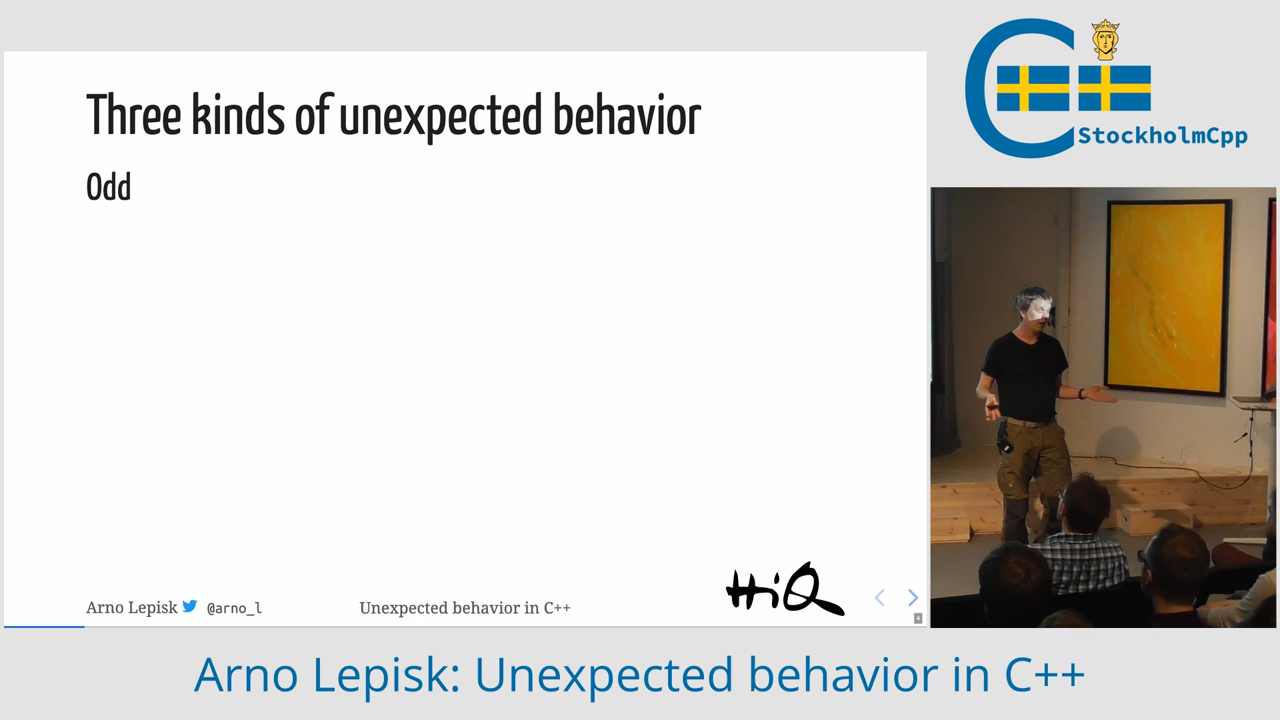 Three kinds of unexpected behavior
Odd
Arno Lepisk @arno_l
Unexpected behavior in C++
HiQ
4
StockholmCpp
Arno Lepisk: Unexpected behavior in C++